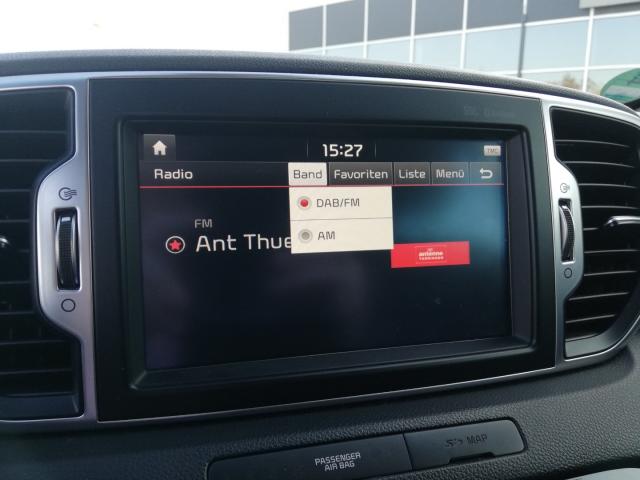 15:27 TMC
Radio Band Favoriten Liste Menü
DAB/FM
FM
Ant Thue
AM
antenne
THÜRINGEN
PASSENGER
AIR BAG
MAP